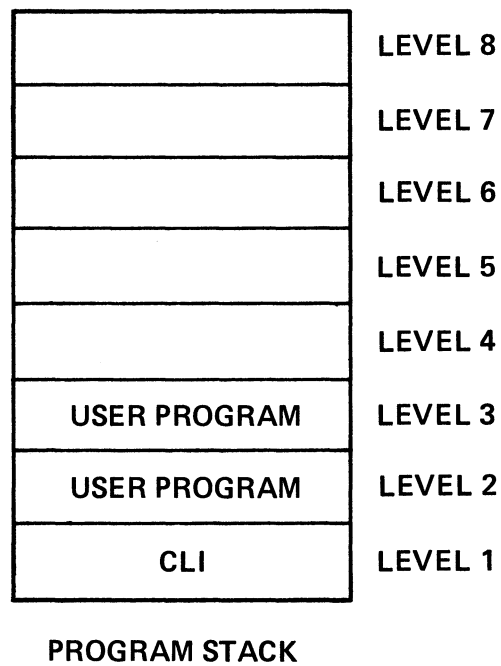 LEVEL 8
LEVEL 7
LEVEL 6
LEVEL 5
LEVEL 4
USER PROGRAM LEVEL 3
USER PROGRAM LEVEL 2
CLI LEVEL 1
PROGRAM STACK